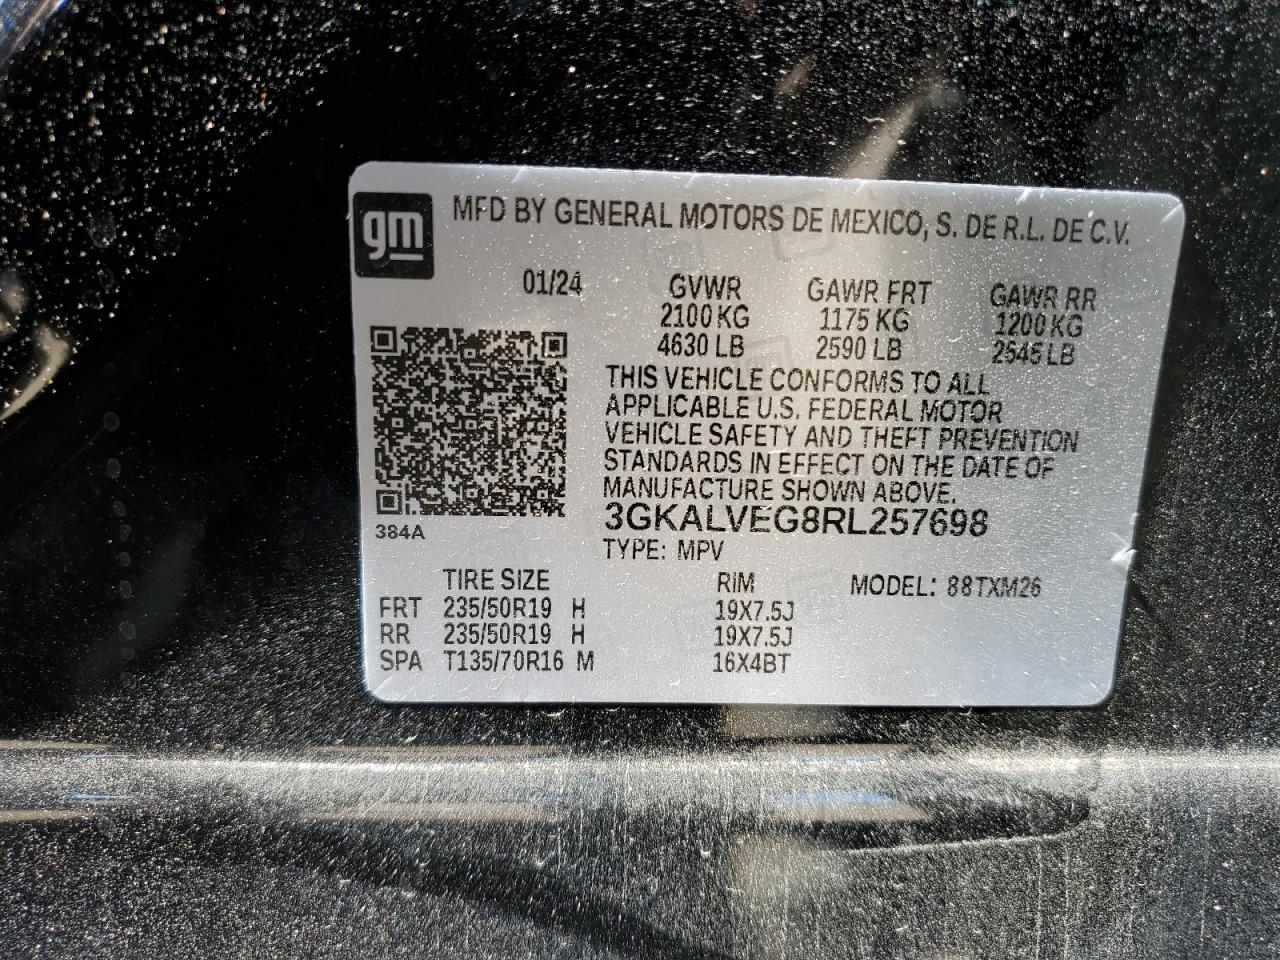 gm MFD BY GENERAL MOTORS DE MEXICO, S. DE R.L. DE C.V.
01/24 GVWR GAWR FRT GAWR RR
2100 KG 1175 KG 1200 KG
4630 LB 2590 LB 2645 LB
THIS VEHICLE CONFORMS TO ALL
APPLICABLE U.S. FEDERAL MOTOR
VEHICLE SAFETY AND THEFT PREVENTION
STANDARDS IN EFFECT ON THE DATE OF
MANUFACTURE SHOWN ABOVE.
3GKALVEG8RL257698
384A
TYPE: MPV
TIRE SIZE RIM MODEL: 88TXM26
FRT 235/50R19 H 19X7.5J
RR 235/50R19 H 19X7.5J
SPA T135/70R16 M 16X4BT